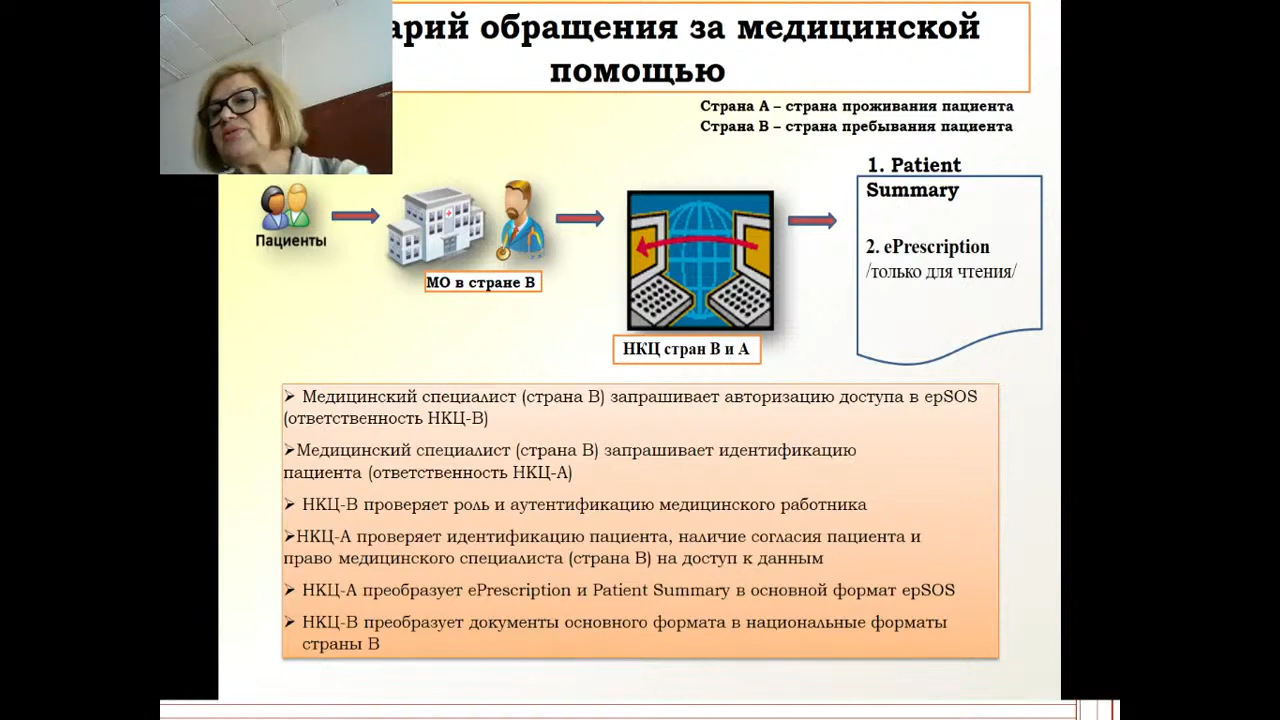 обращения за медицинской
помощью
Страна А – страна проживания пациента
Страна В – страна пребывания пациента
1. Patient
Summary
2. ePrescription
/только для чтения/
Пациенты
МО в стране В
НКЦ стран В и А
➢ Медицинский специалист (страна В) запрашивает авторизацию доступа в epSOS
(ответственность НКЦ-В)
➢Медицинский специалист (страна В) запрашивает идентификацию
пациента (ответственность НКЦ-А)
➢ НКЦ-В проверяет роль и аутентификацию медицинского работника
➢НКЦ-А проверяет идентификацию пациента, наличие согласия пациента и
право медицинского специалиста (страна В) на доступ к данным
➢ НКЦ-А преобразует ePrescription и Patient Summary в основной формат epSOS
➢ НКЦ-В преобразует документы основного формата в национальные форматы
страны В